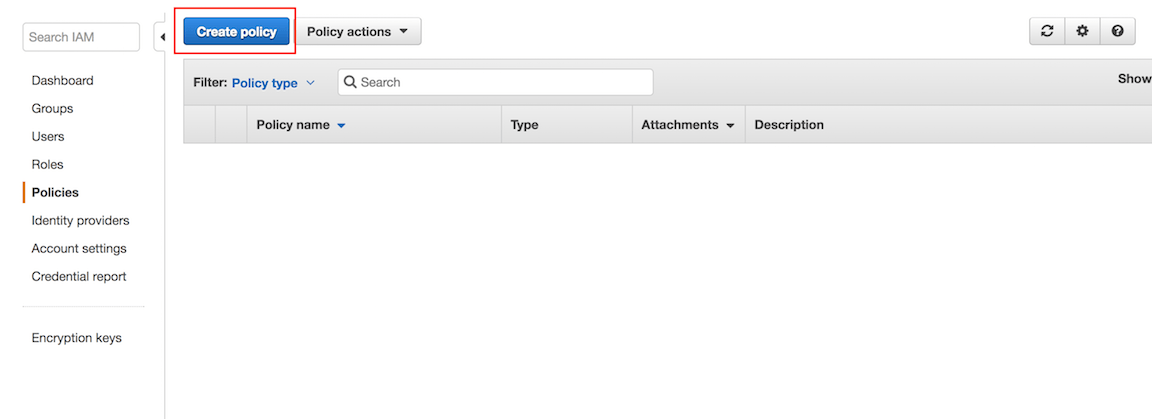 Search IAM
Dashboard
Groups
Users
Roles
Policies
Identity providers
Account settings
Credential report
Encryption keys
Create policy Policy actions
Filter: Policy type Search Show
Policy name Type Attachments Description